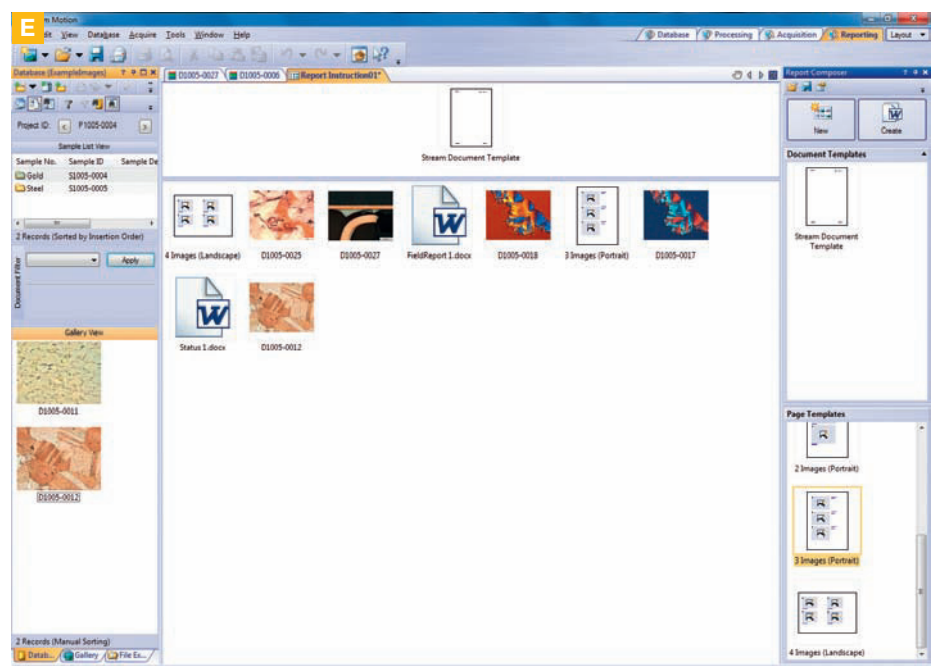 E
m Motion
dit View Database Acquire Tools Window Help
Database Processing Acquisition Reporting Layout
Database (ExampleImages)
D1005-0027 D1005-0006 Report Instruction01*
Report Composer
Project ID: < P1005-0004 >
New Create
Sample List View
Sample No. Sample ID Sample De
Gold S1005-0004
Steel S1005-0005
2 Records (Sorted by Insertion Order)
Document Filter
Apply
Stream Document Template
Document Templates
Stream Document
Template
4 Images (Landscape) D1005-0025 D1005-0027 FieldReport 1.docx D1005-0018 3 Images (Portrait) D1005-0017
Status 1.docx D1005-0012
Gallery View
D1005-0011
D1005-0012
Page Templates
2 Images (Portrait)
3 Images (Portrait)
4 Images (Landscape)
2 Records (Manual Sorting)
Datab... Gallery File Ex...